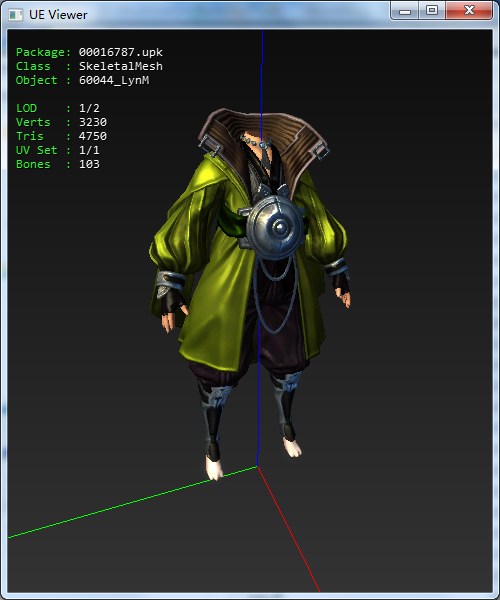 UE Viewer
Package: 00016787.upk
Class : SkeletalMesh
Object : 60044_LynM
LOD : 1/2
Verts : 3230
Tris : 4750
UV Set : 1/1
Bones : 103